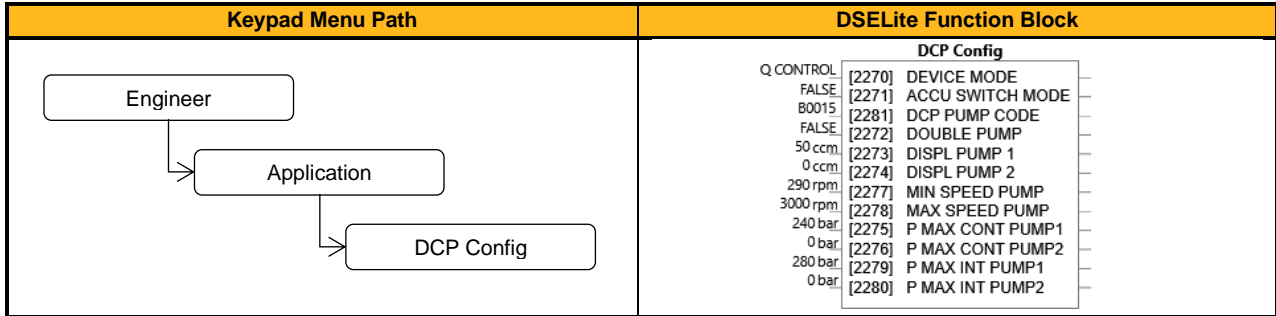 Keypad Menu Path
DSELite Function Block
Engineer
Application
DCP Config
DCP Config
Q CONTROL [2270] DEVICE MODE
FALSE [2271] ACCU SWITCH MODE
B0015 [2281] DCP PUMP CODE
FALSE [2272] DOUBLE PUMP
50 ccm [2273] DISPL PUMP 1
0 ccm [2274] DISPL PUMP 2
290 rpm [2277] MIN SPEED PUMP
3000 rpm [2278] MAX SPEED PUMP
240 bar [2275] P MAX CONT PUMP1
0 bar [2276] P MAX CONT PUMP2
280 bar [2279] P MAX INT PUMP1
0 bar [2280] P MAX INT PUMP2